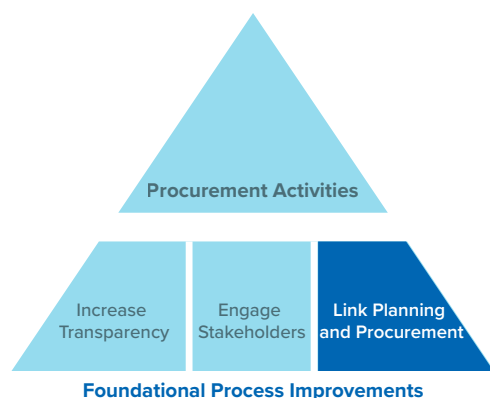 Procurement Activities
Increase
Transparency
Engage
Stakeholders
Link Planning
and Procurement
Foundational Process Improvements